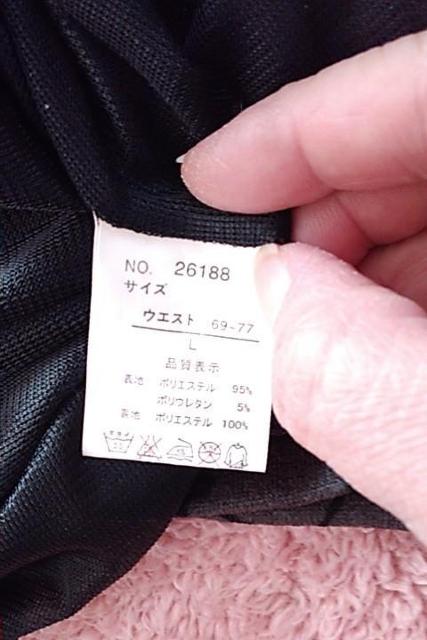 NO. 26188
サイズ
ウエスト 69-77
L
品質表示
表地 ポリエステル 95%
ポリウレタン 5%
裏地 ポリエステル 100%